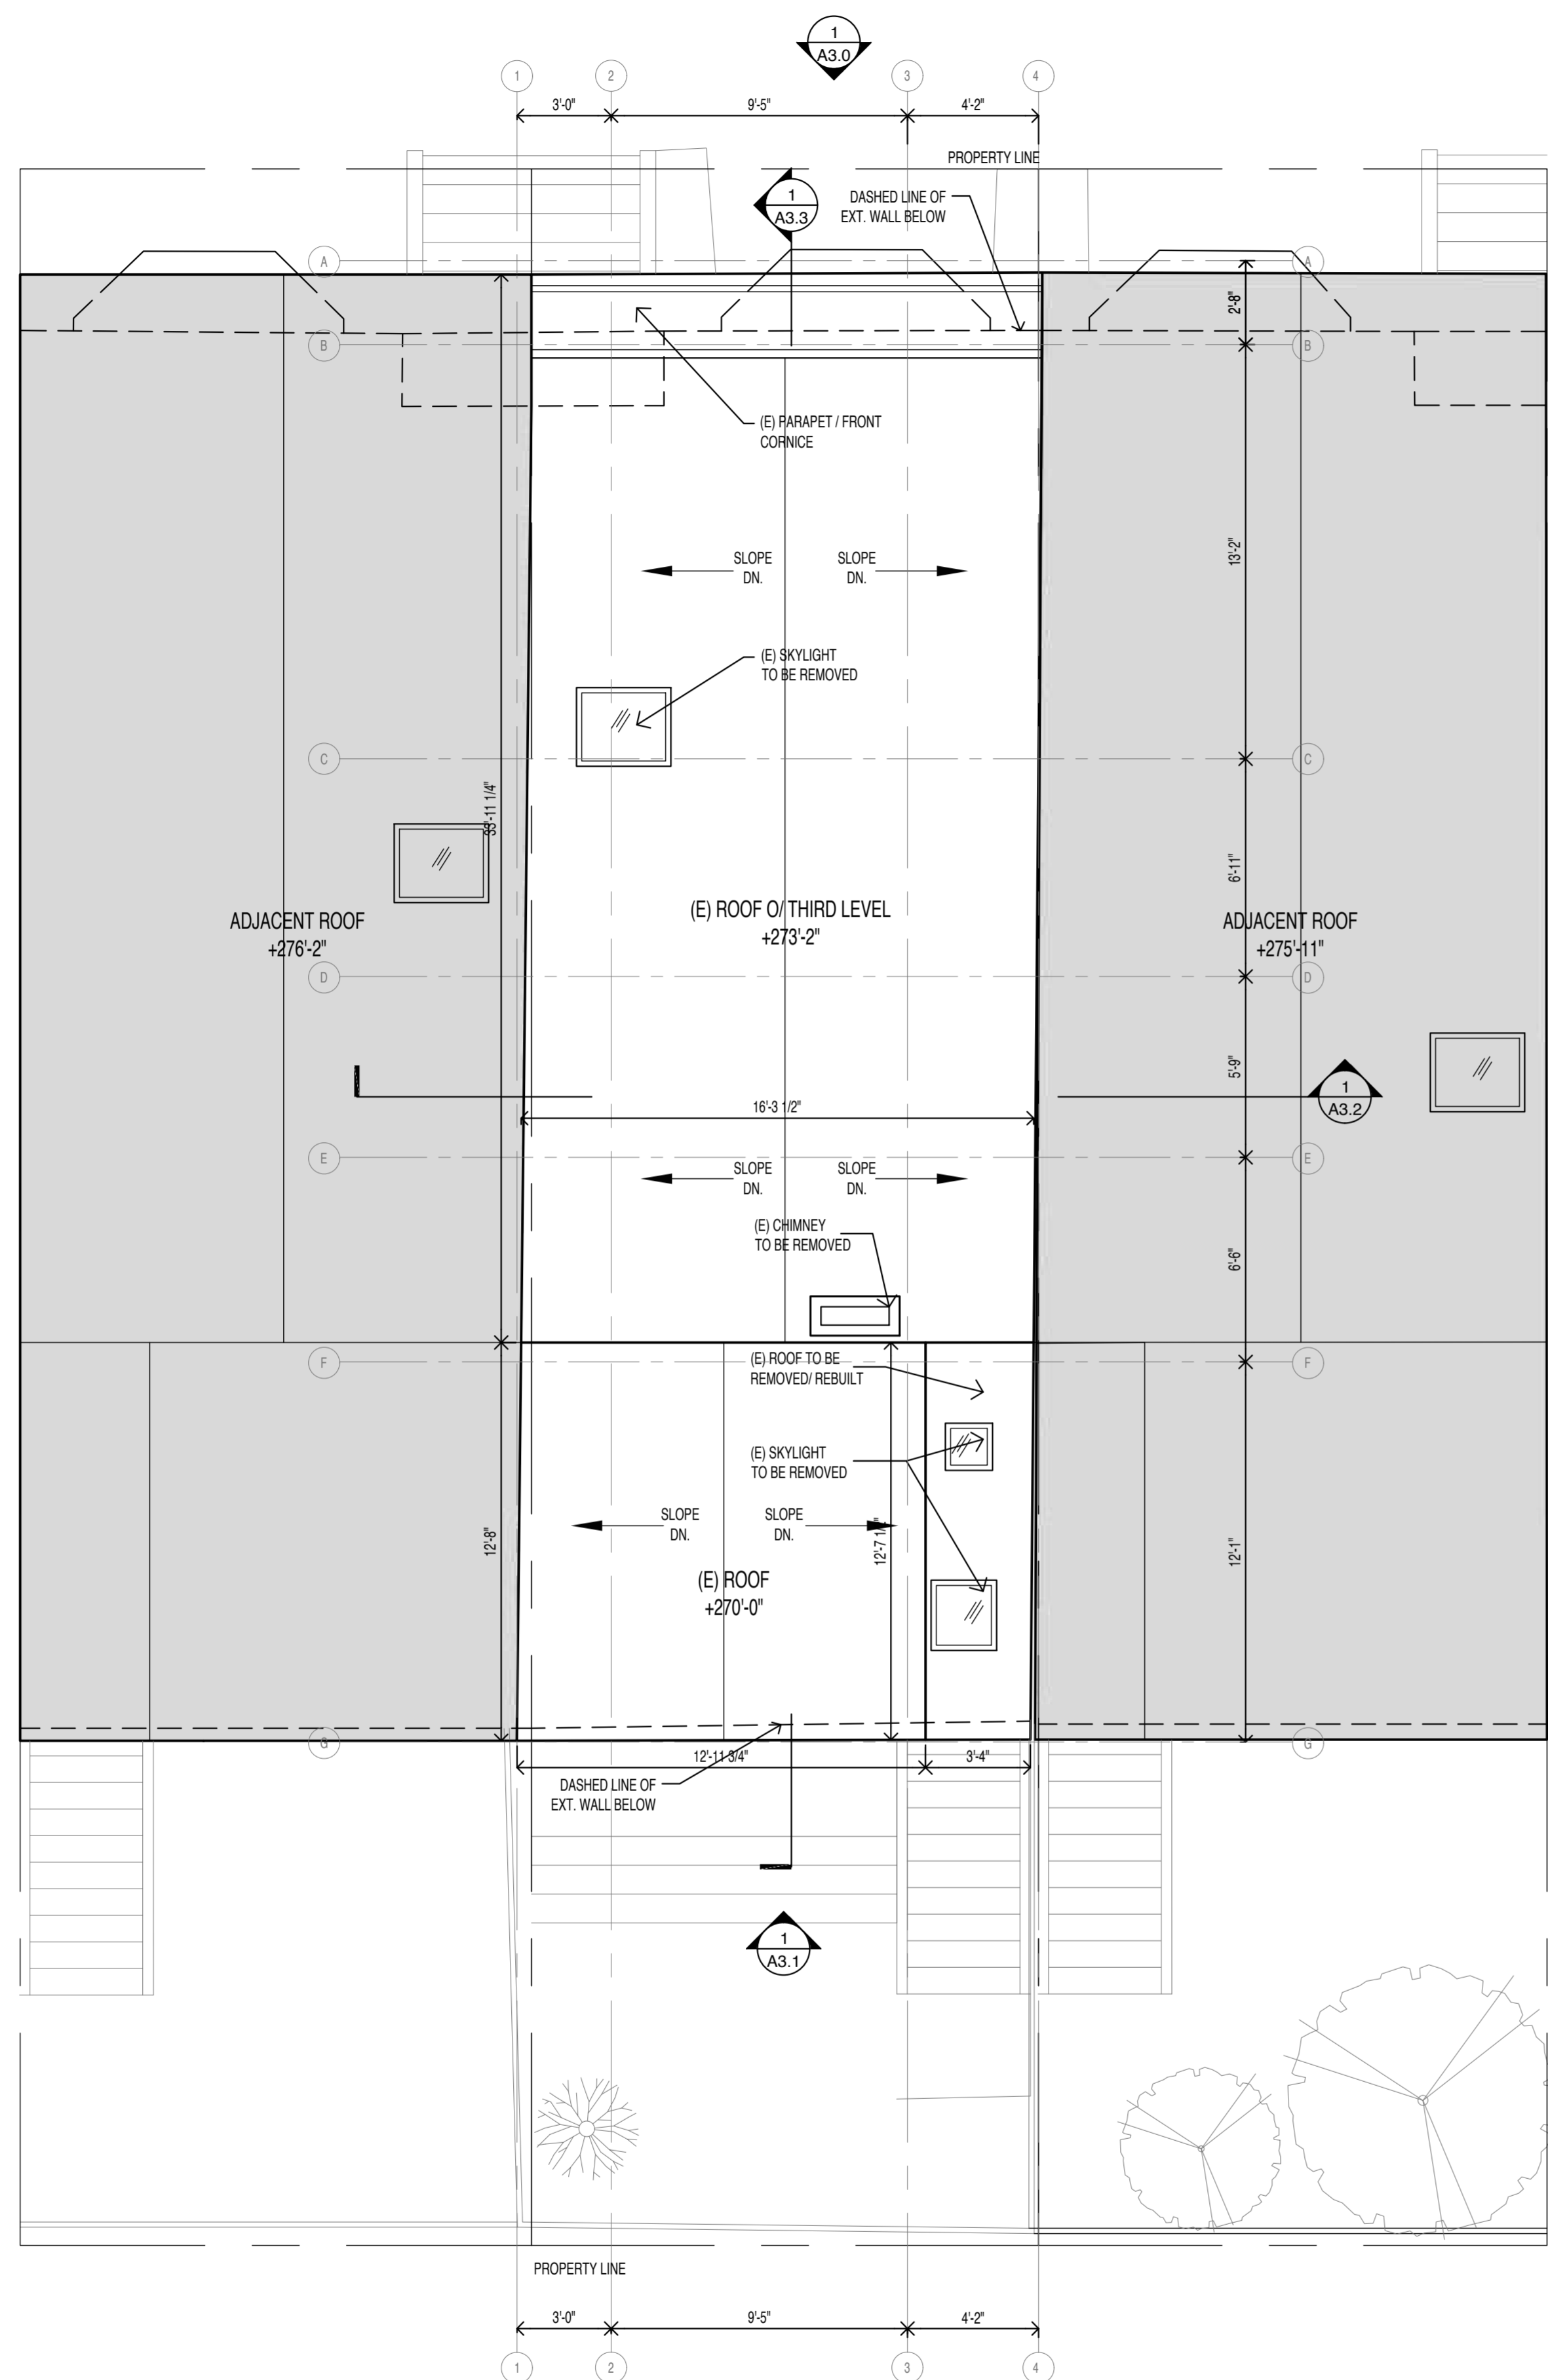 1
A3.0
1
2
3
4
3'-0"
9'-5"
4'-2"
PROPERTY LINE
1
A3.3
DASHED LINE OF
EXT. WALL BELOW
A
A
2'-8"
B
B
(E) PARAPET / FRONT
CORNICE
13'-2"
SLOPE
DN.
SLOPE
DN.
(E) SKYLIGHT
TO BE REMOVED
C
C
33'-11 1/4"
6'-11"
ADJACENT ROOF
+276'-2"
(E) ROOF O/ THIRD LEVEL
+273'-2"
ADJACENT ROOF
+275'-11"
D
D
5'-9"
1
A3.2
16'-3 1/2"
E
E
SLOPE
DN.
SLOPE
DN.
(E) CHIMNEY
TO BE REMOVED
6'-6"
F
F
(E) ROOF TO BE
REMOVED/ REBUILT
(E) SKYLIGHT
TO BE REMOVED
SLOPE
DN.
SLOPE
DN.
12'-8"
12'-7
12'-1"
(E) ROOF
+270'-0"
G
G
12'-11 3/4"
3'-4"
DASHED LINE OF
EXT. WALL BELOW
1
A3.1
PROPERTY LINE
3'-0"
9'-5"
4'-2"
1
2
3
4